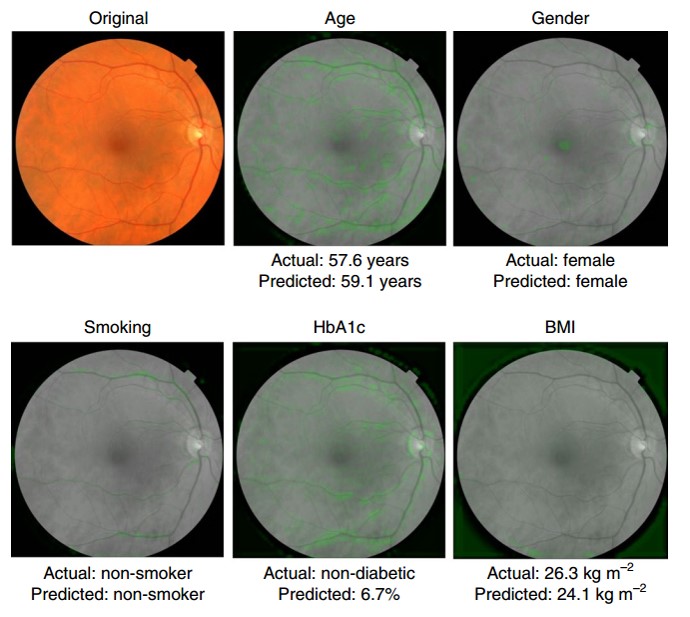 Original
Age
Gender
Actual: 57.6 years
Predicted: 59.1 years
Actual: female
Predicted: female
Smoking
HbA1c
BMI
Actual: non-smoker
Predicted: non-smoker
Actual: non-diabetic
Predicted: 6.7%
Actual: 26.3 kg m⁻²
Predicted: 24.1 kg m⁻²